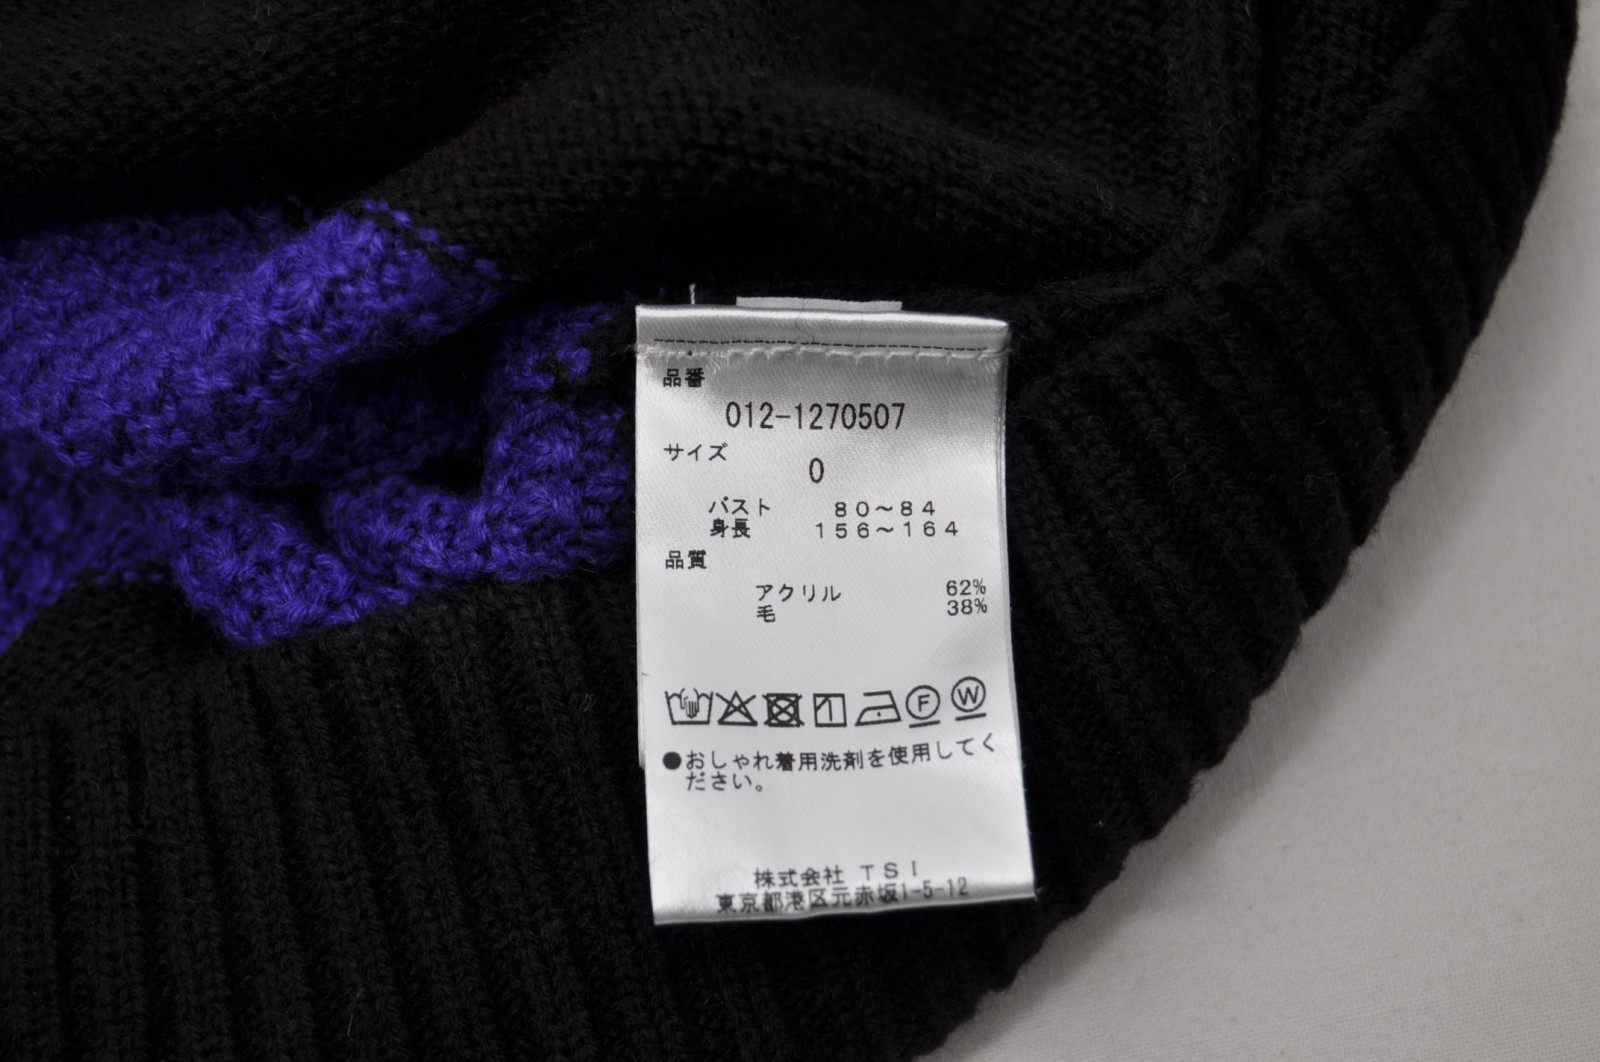 品番
012-1270507
サイズ
0
バスト 80～84
身長 156～164
品質
アクリル 62%
毛 38%
F W
●おしゃれ着用洗剤を使用してく
ださい。
株式会社 TSI
東京都港区元赤坂1-5-12